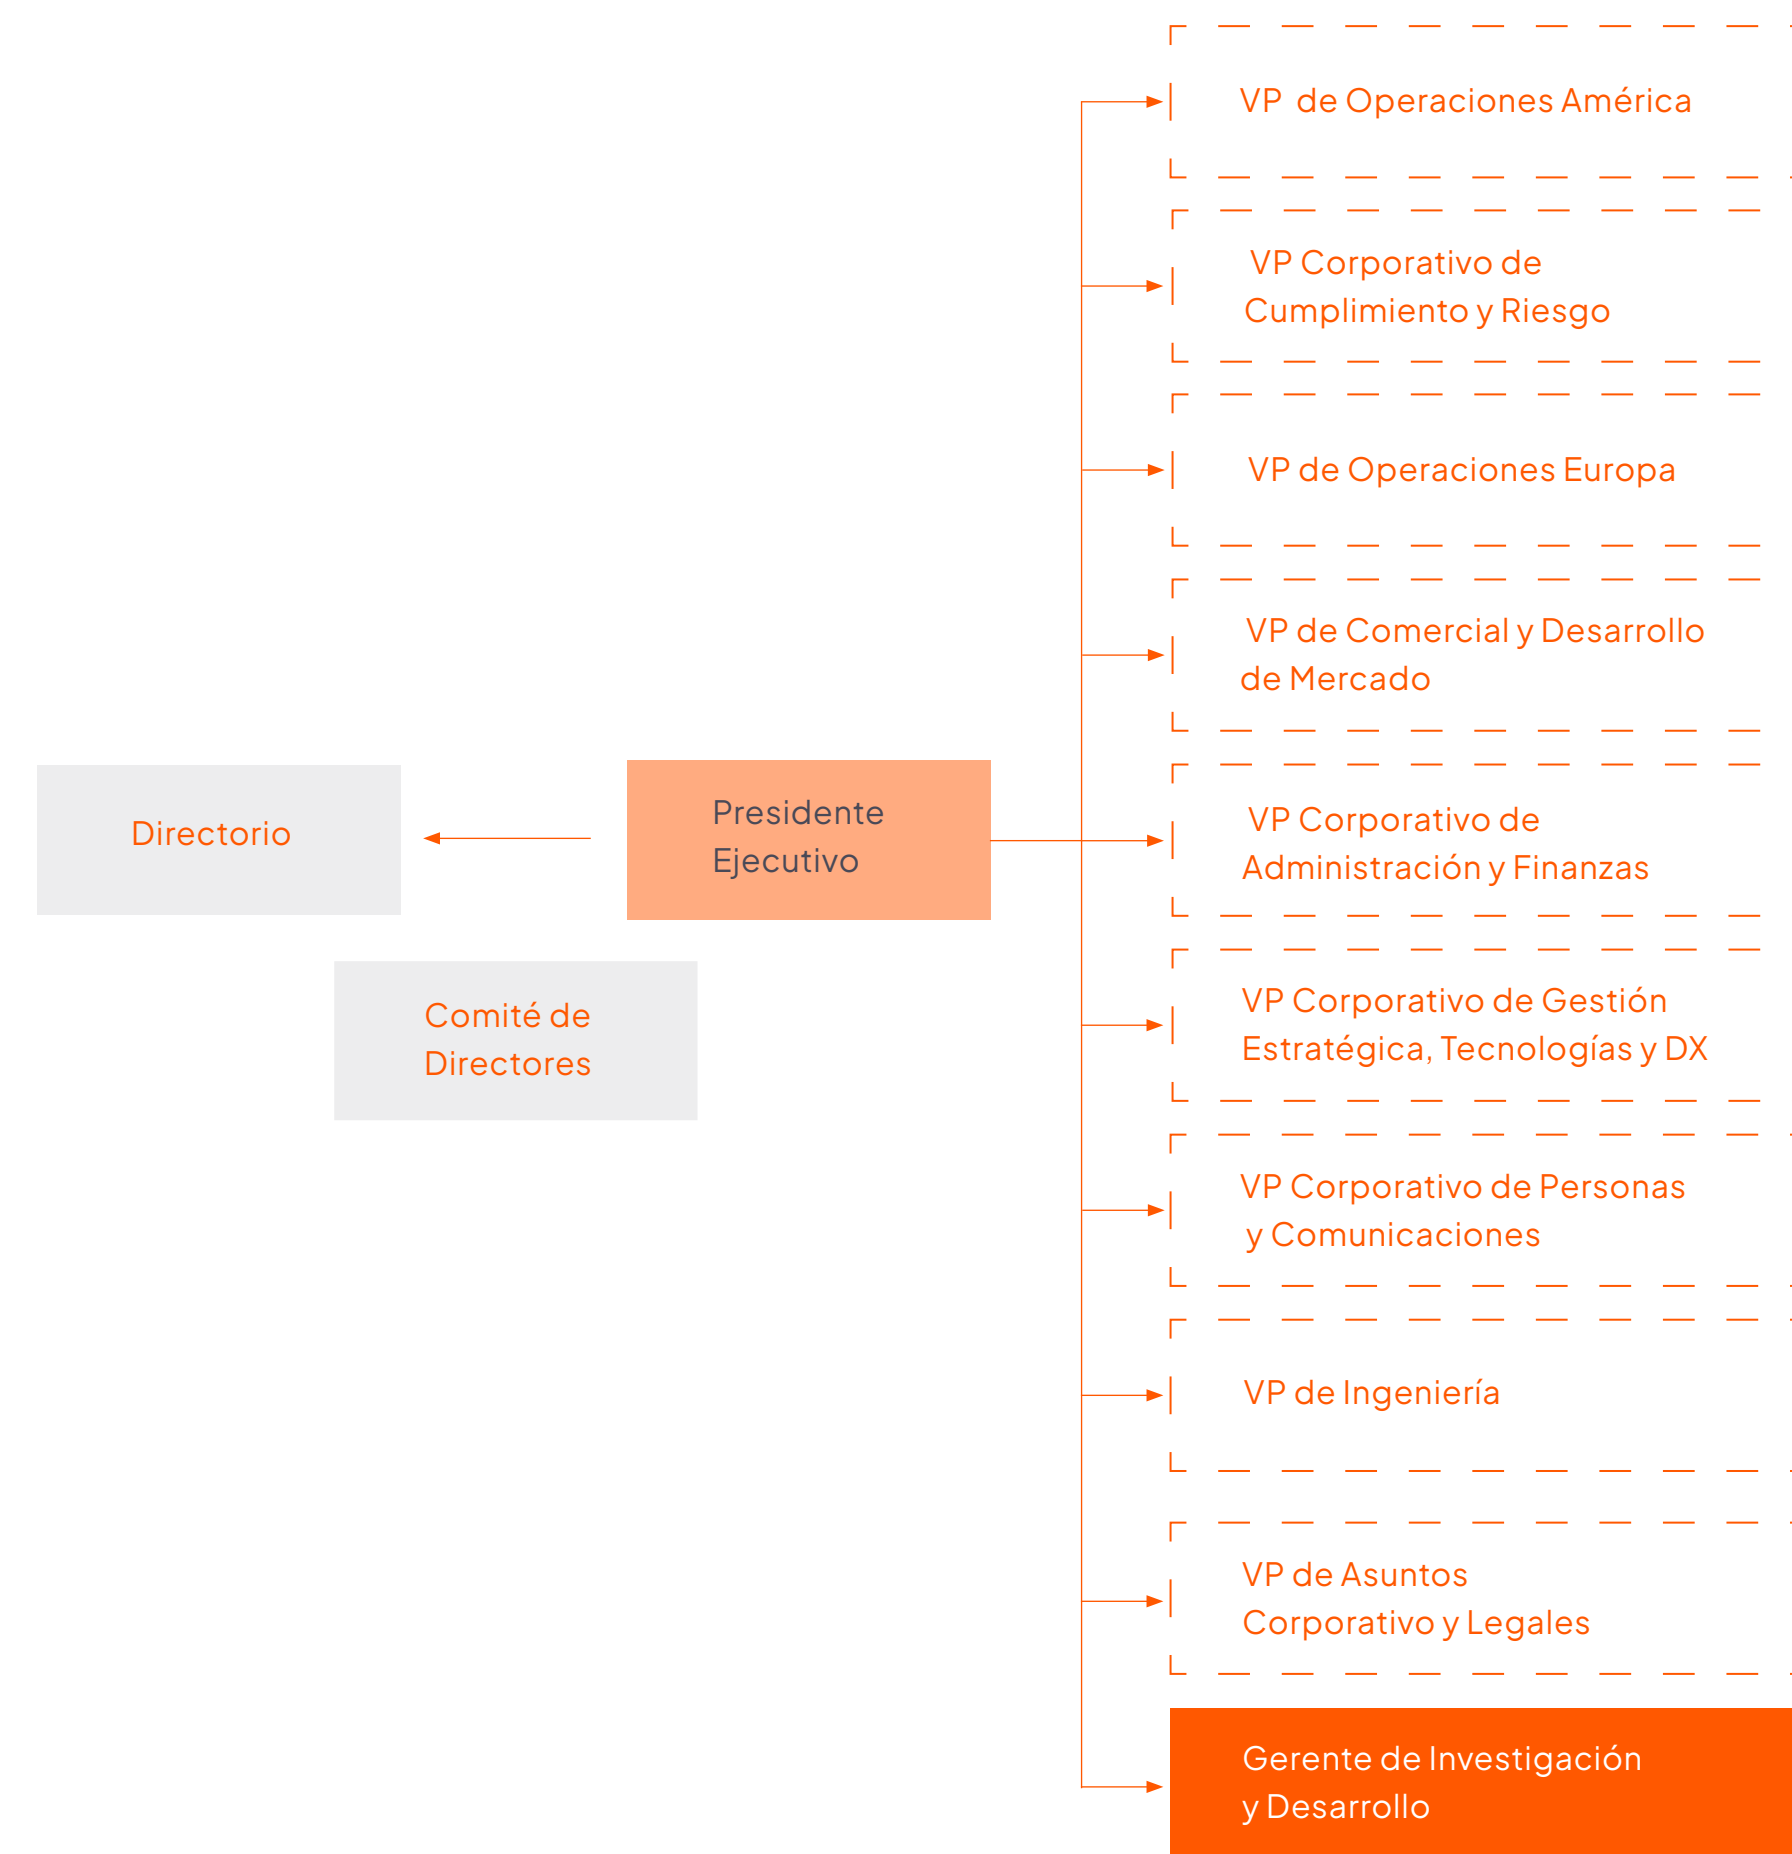 Directorio
Comité de
Directores
Presidente
Ejecutivo
VP de Operaciones América
VP Corporativo de
Cumplimiento y Riesgo
VP de Operaciones Europa
VP de Comercial y Desarrollo
de Mercado
VP Corporativo de
Administración y Finanzas
VP Corporativo de Gestión
Estratégica, Tecnologías y DX
VP Corporativo de Personas
y Comunicaciones
VP de Ingeniería
VP de Asuntos
Corporativo y Legales
Gerente de Investigación
y Desarrollo